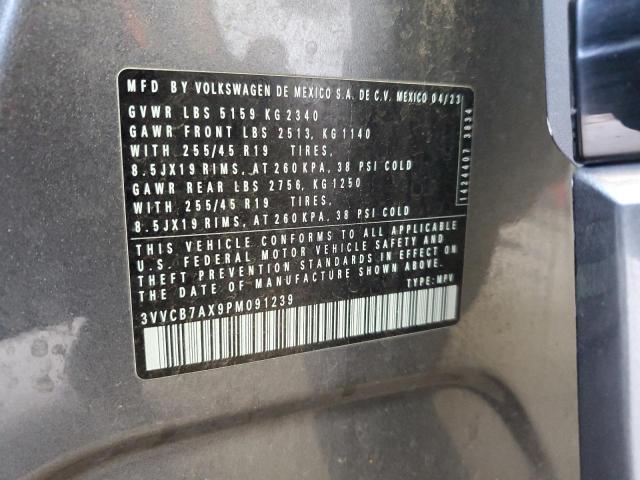 MFD BY VOLKSWAGEN DE MEXICO S.A. DE C.V. MEXICO 04/23
GVWR LBS 5159 KG 2340
GAWR FRONT LBS 2513, KG 1140
WITH 255/45 R19 TIRES,
8.5JX19 RIMS, AT 260 KPA, 38 PSI COLD
GAWR REAR LBS 2756, KG 1250
WITH 255/45 R19 TIRES,
8.5JX19 RIMS, AT 260 KPA, 38 PSI COLD
THIS VEHICLE CONFORMS TO ALL APPLICABLE
U.S. FEDERAL MOTOR VEHICLE SAFETY AND
THEFT PREVENTION STANDARDS IN EFFECT ON
THE DATE OF MANUFACTURE SHOWN ABOVE.
3VVCB7AX9PM091239
TYPE: MPV
1424407 3834